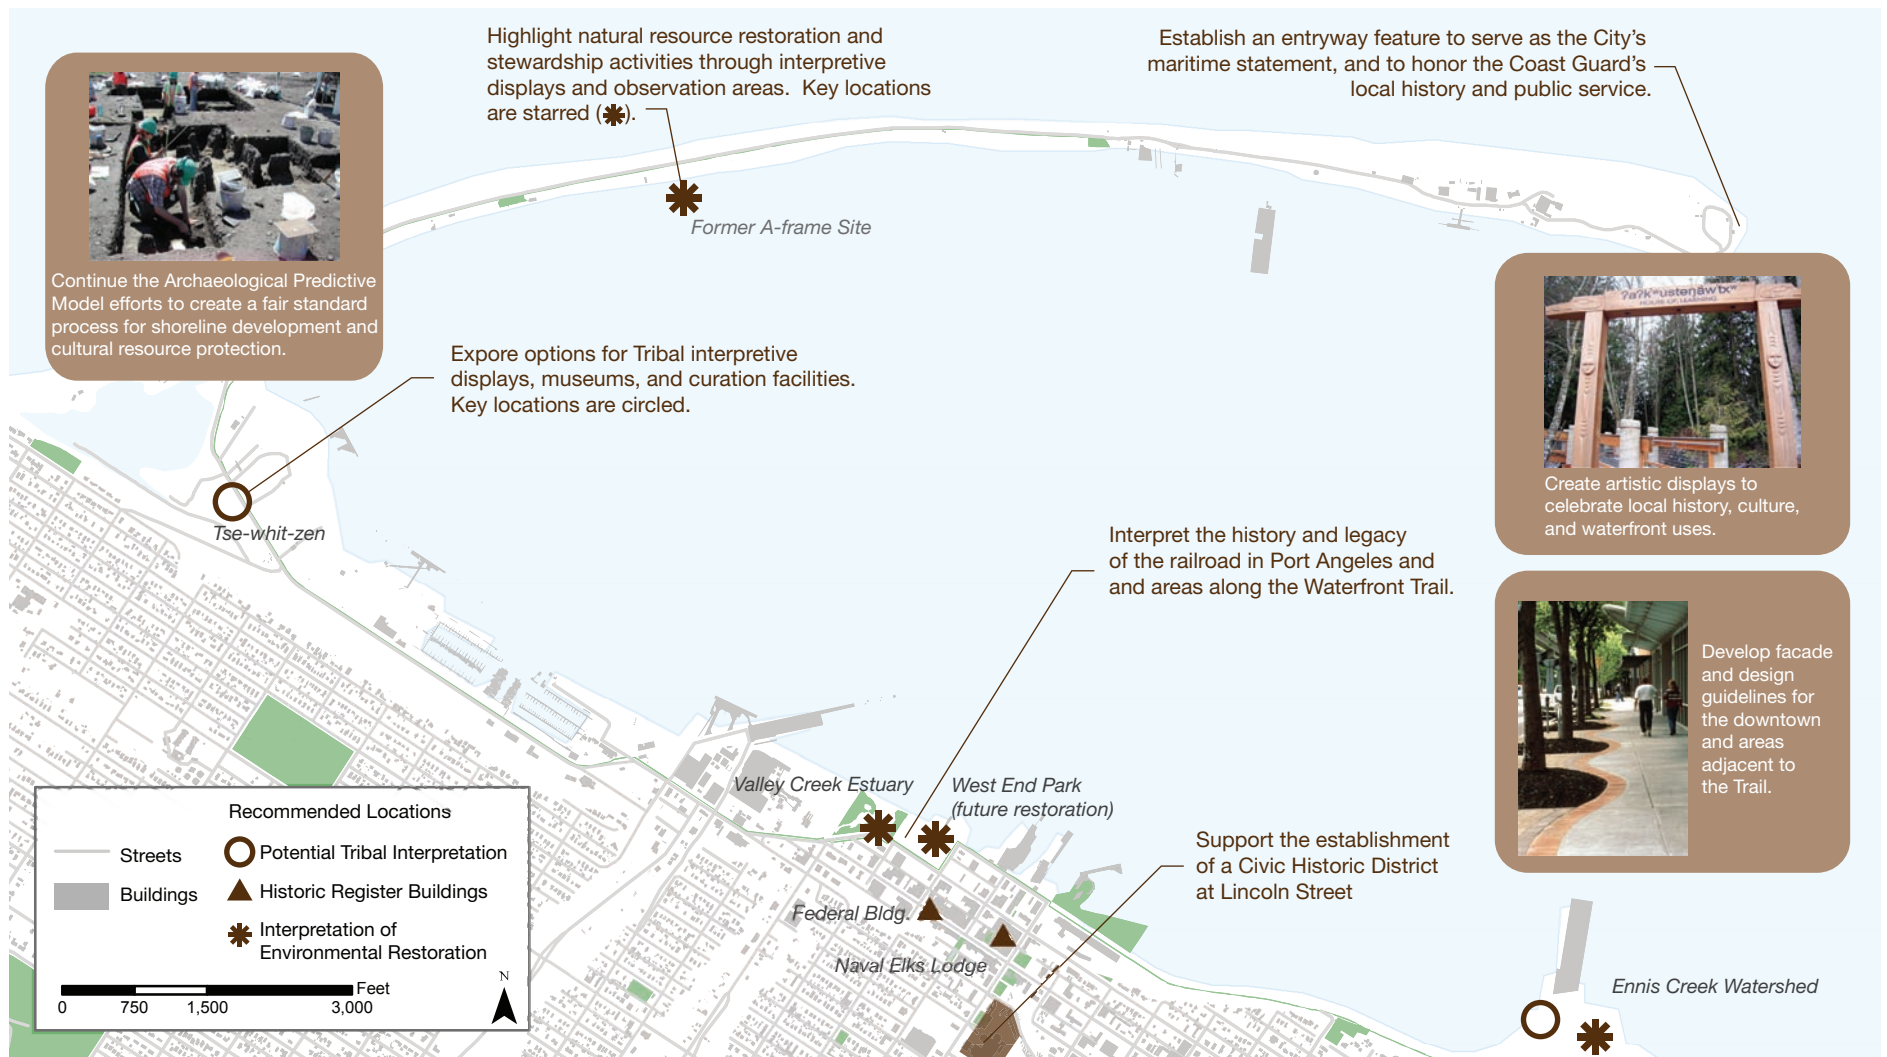 Highlight natural resource restoration and
stewardship activities through interpretive
displays and observation areas.  Key locations
are starred (✱).
Establish an entryway feature to serve as the City's
maritime statement, and to honor the Coast Guard's
local history and public service.
Former A-frame Site
Continue the Archaeological Predictive
Model efforts to create a fair standard
process for shoreline development and
cultural resource protection.
Expore options for Tribal interpretive
displays, museums, and curation facilities.
Key locations are circled.
Tse-whit-zen
HOUSE OF LEARNING
Create artistic displays to
celebrate local history, culture,
and waterfront uses.
Interpret the history and legacy
of the railroad in Port Angeles and
and areas along the Waterfront Trail.
Develop facade
and design
guidelines for
the downtown
and areas
adjacent to
the Trail.
Valley Creek Estuary
West End Park
(future restoration)
Support the establishment
of a Civic Historic District
at Lincoln Street
Federal Bldg.
Naval Elks Lodge
Ennis Creek Watershed
Recommended Locations
Streets
Buildings
Potential Tribal Interpretation
Historic Register Buildings
Interpretation of
Environmental Restoration
N
Feet
0 750 1,500 3,000